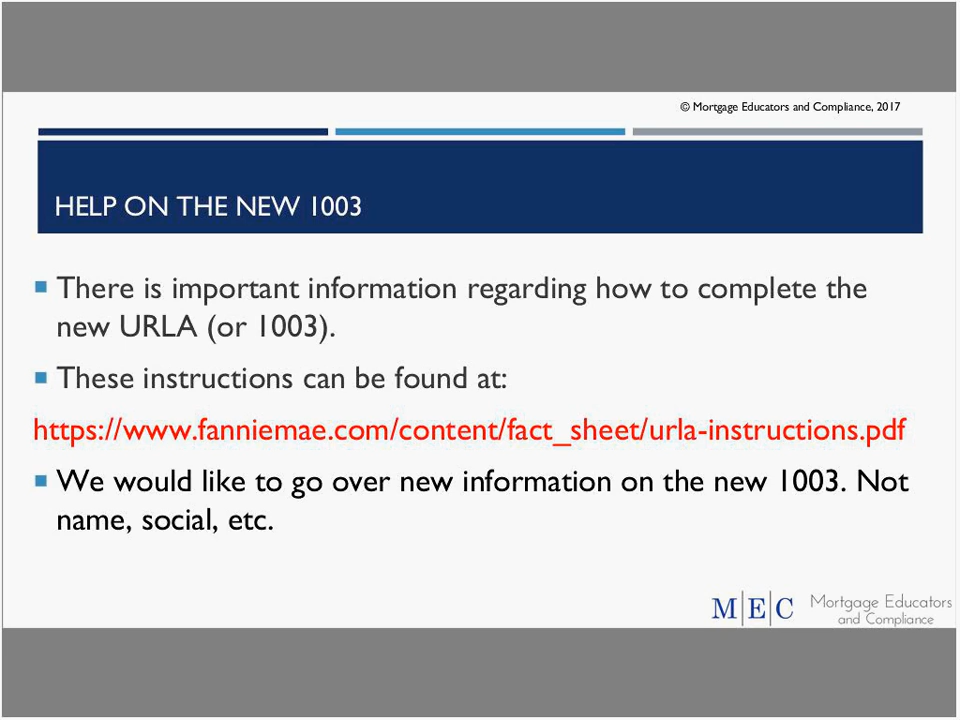 © Mortgage Educators and Compliance, 2017
HELP ON THE NEW 1003
There is important information regarding how to complete the
new URLA (or 1003).
These instructions can be found at:
https://www.fanniemae.com/content/fact_sheet/urla-instructions.pdf
We would like to go over new information on the new 1003. Not
name, social, etc.
M|E|C Mortgage Educators
and Compliance